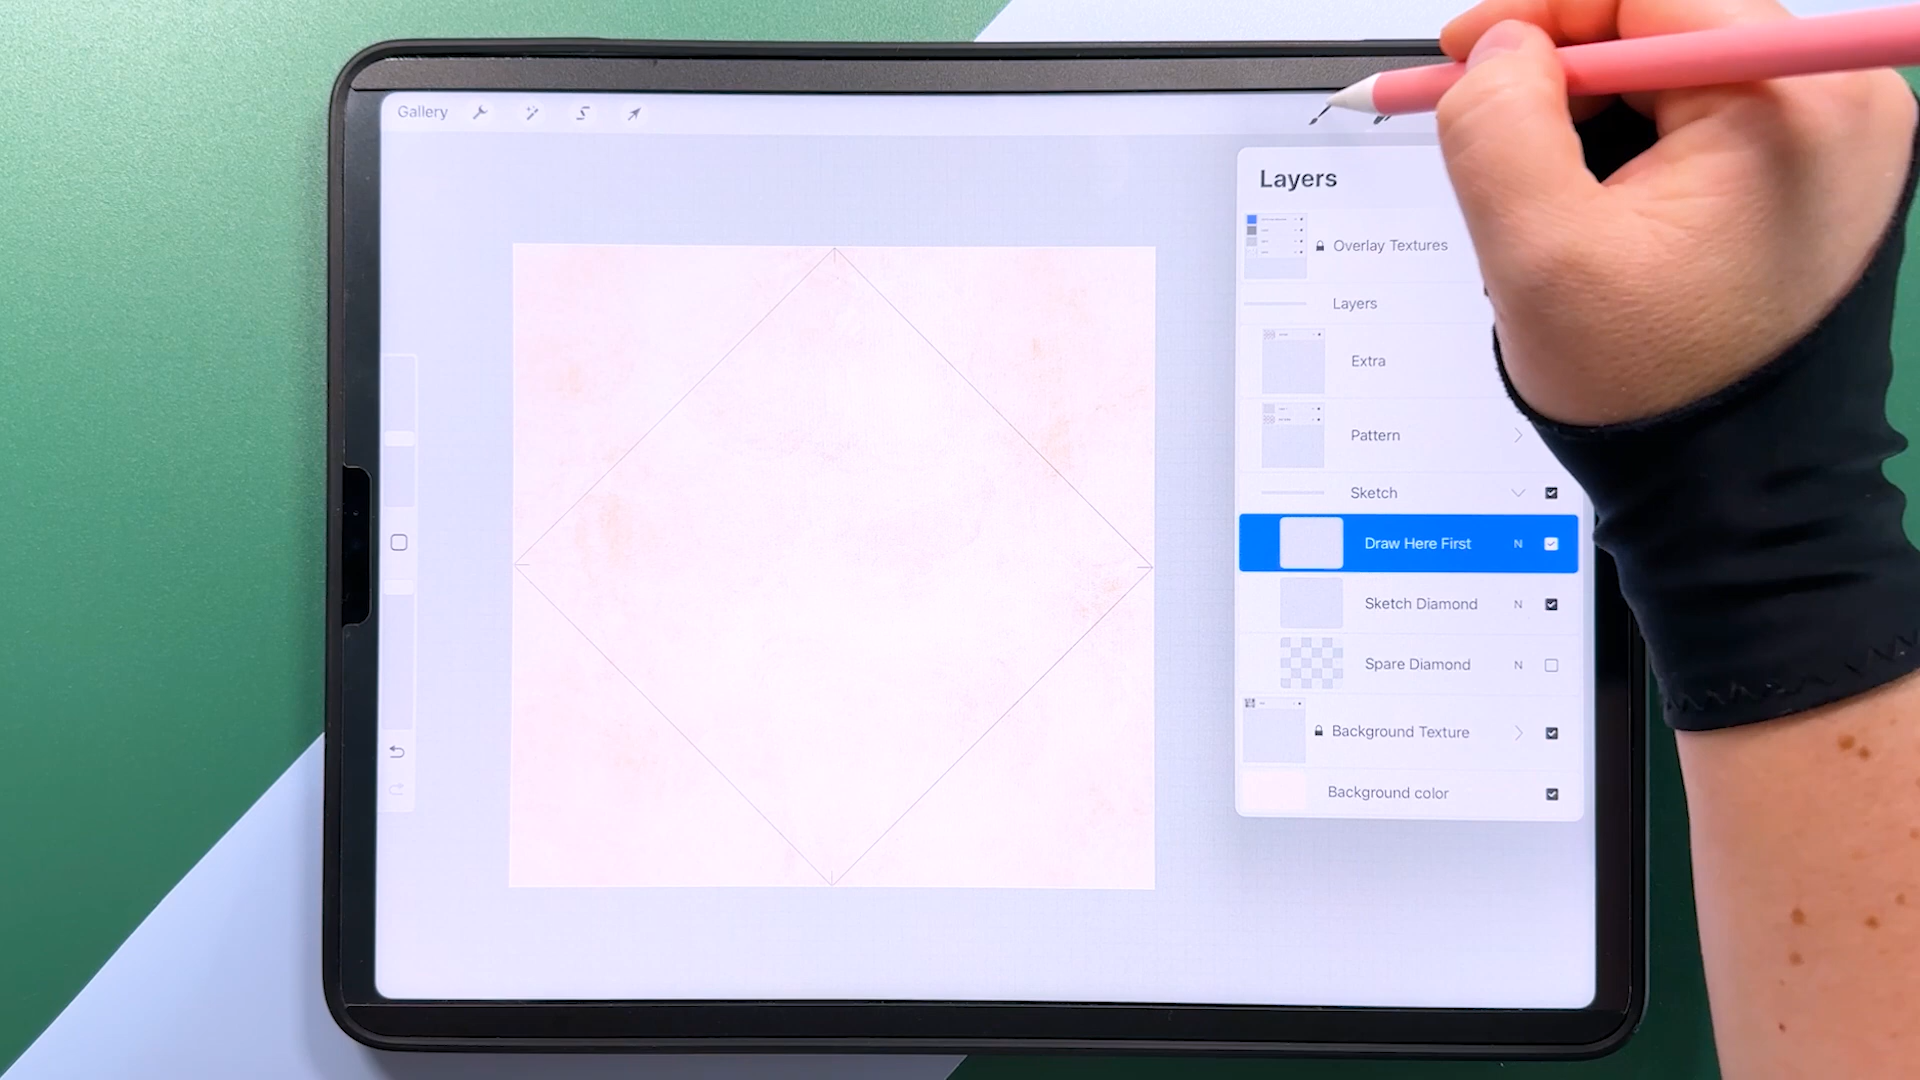 Gallery
Layers
Overlay Textures
Layers
Extra
Pattern
Sketch
Draw Here First N
Sketch Diamond N
Spare Diamond N
Background Texture
Background color